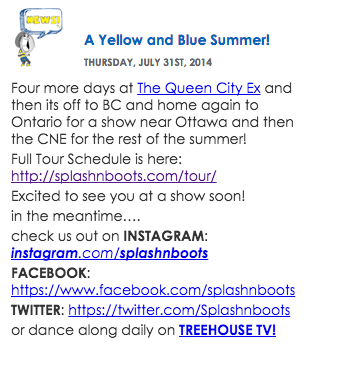 NEWS!
A Yellow and Blue Summer!
THURSDAY, JULY 31ST, 2014
Four more days at The Queen City Ex and
then its off to BC and home again to
Ontario for a show near Ottawa and then
the CNE for the rest of the summer!
Full Tour Schedule is here:
http://splashnboots.com/tour/
Excited to see you at a show soon!
in the meantime....
check us out on INSTAGRAM:
instagram.com/splashnboots
FACEBOOK:
https://www.facebook.com/splashnboots
TWITTER: https://twitter.com/Splashnboots
or dance along daily on TREEHOUSE TV!